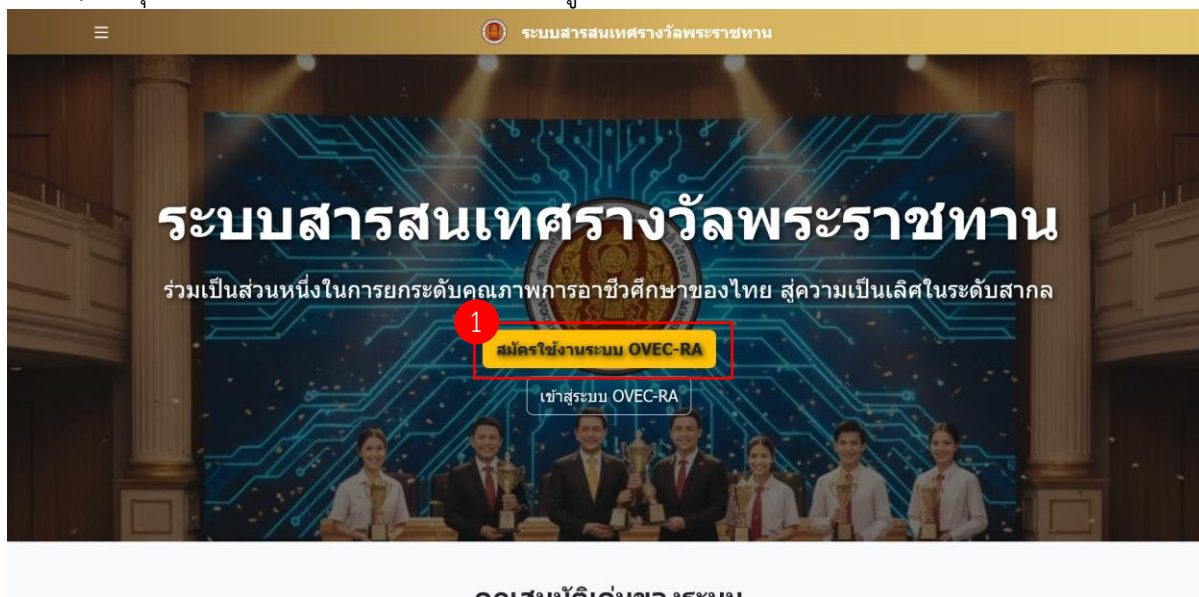 ระบบสารสนเทศรางวัลพระราชทาน
ระบบสารสนเทศรางวัลพระราชทาน
ร่วมเป็นส่วนหนึ่งในการยกระดับคุณภาพการอาชีวศึกษาของไทย สู่ความเป็นเลิศในระดับสากล
1
สมัครใช้งานระบบ OVEC-RA
เข้าสู่ระบบ OVEC-RA